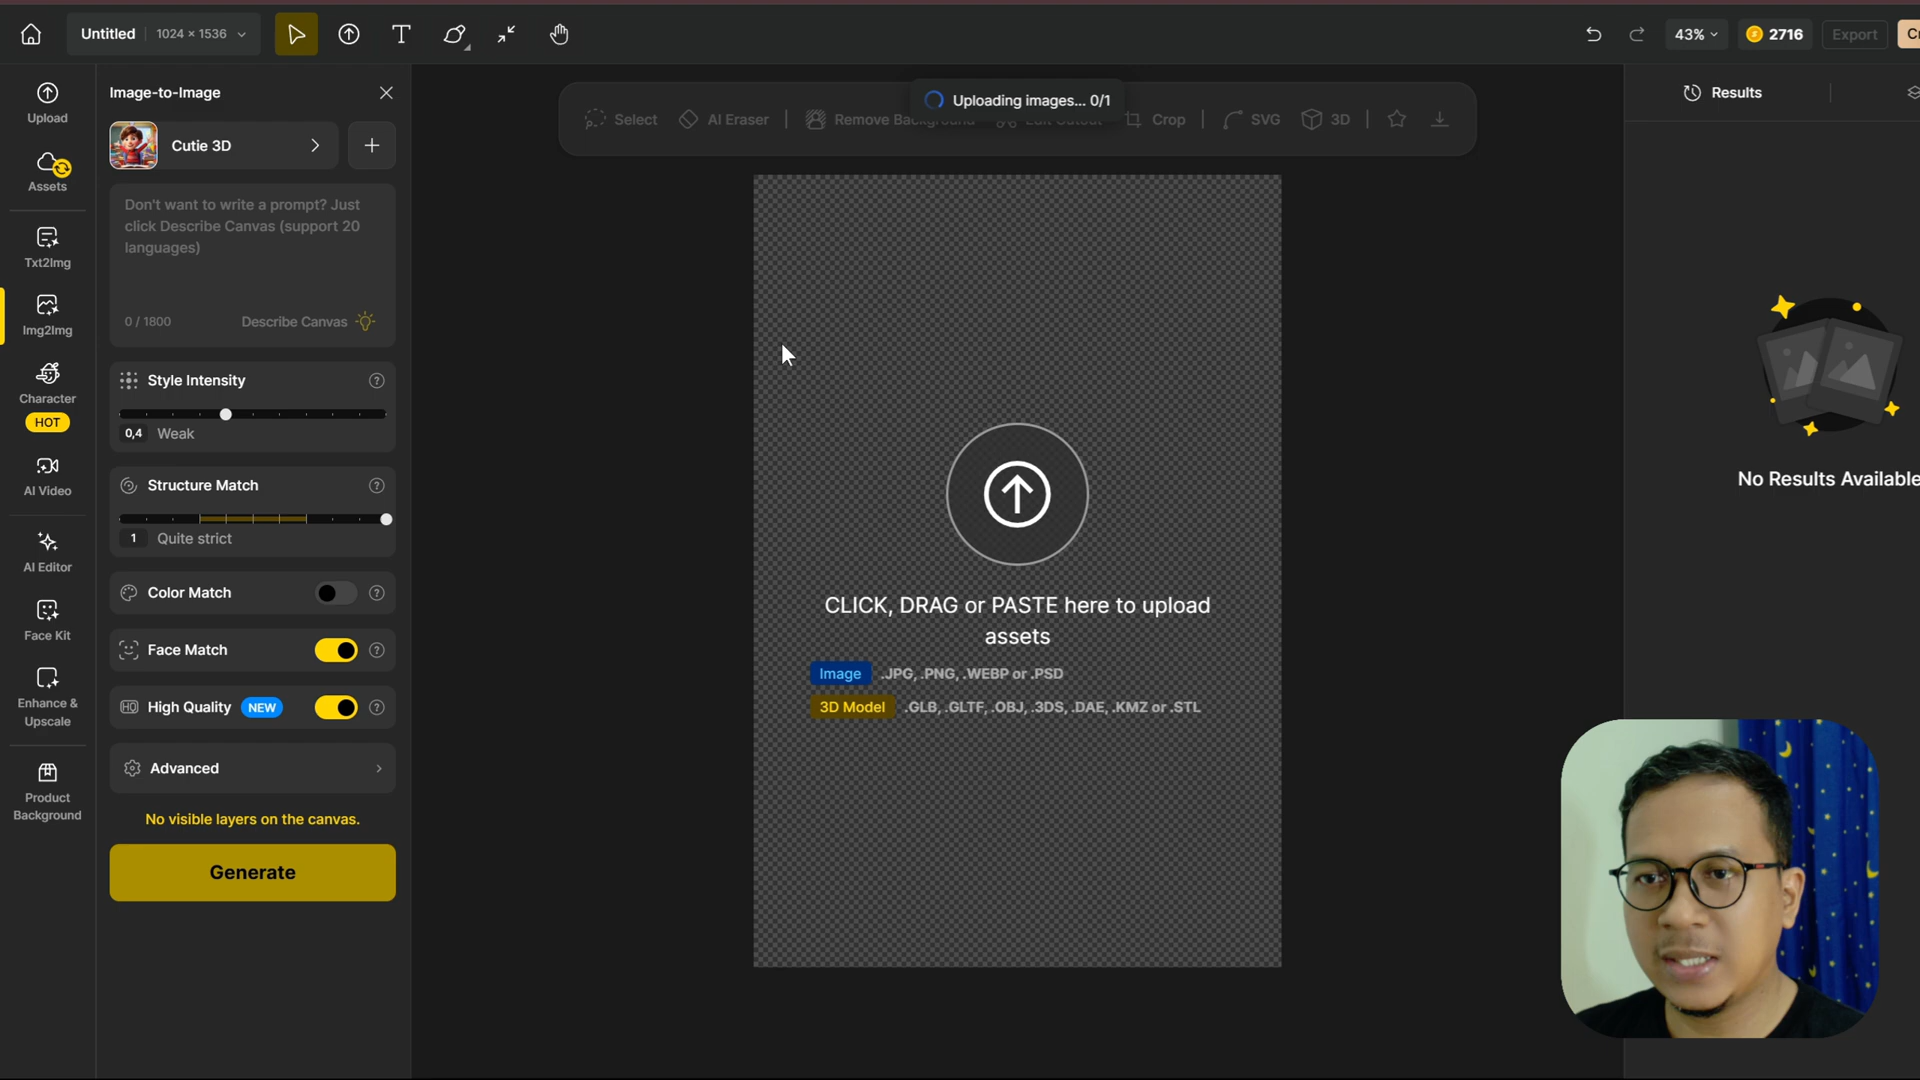 Untitled
1024 × 1536
43%
2716
Export
Upload
Assets
Txt2Img
Img2Img
Character
HOT
AI Video
AI Editor
Face Kit
Enhance &
Upscale
Product
Background
Image-to-Image
Cutie 3D
Don't want to write a prompt? Just
click Describe Canvas (support 20
languages)
0 / 1800
Describe Canvas
Style Intensity
0,4 Weak
Structure Match
1 Quite strict
Color Match
Face Match
High Quality NEW
Advanced
No visible layers on the canvas.
Generate
Uploading images... 0/1
Select
AI Eraser
Remove Background
Edit Cutout
Crop
SVG
3D
CLICK, DRAG or PASTE here to upload
assets
Image .JPG, .PNG, .WEBP or .PSD
3D Model .GLB, .GLTF, .OBJ, .3DS, .DAE, .KMZ or .STL
Results
No Results Available